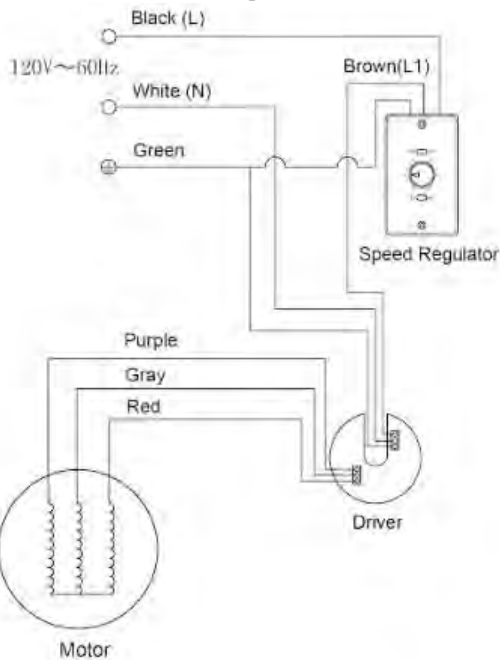 Black (L)
120V～60Hz
Brown(L1)
White (N)
Green
Speed Regulator
Purple
Gray
Red
Driver
Motor